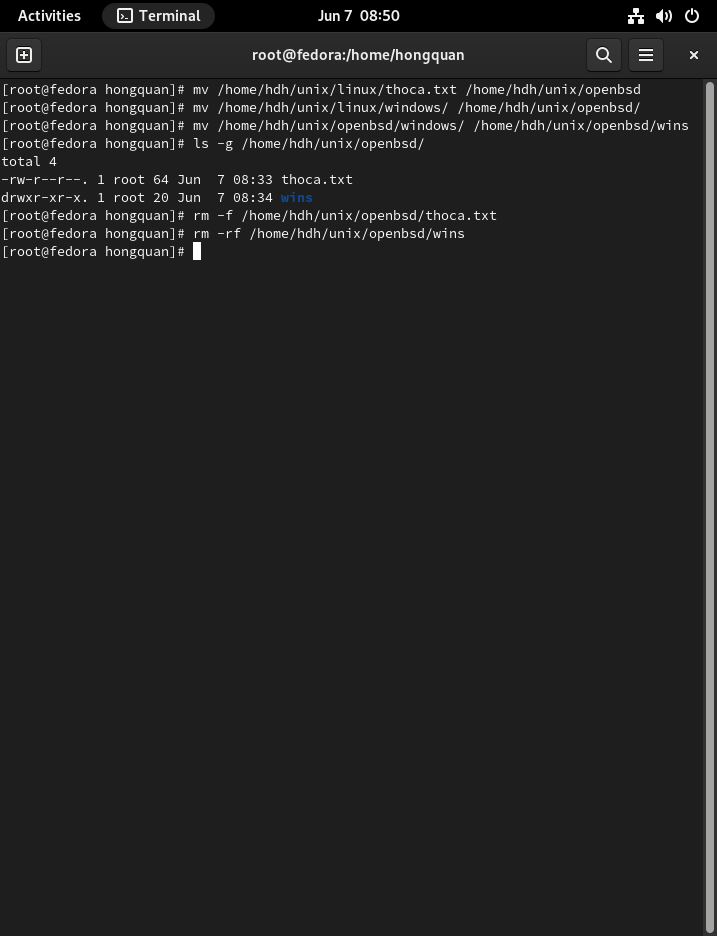 Activities Terminal Jun 7 08:50
root@fedora:/home/hongquan
[root@fedora hongquan]# mv /home/hdh/unix/linux/thoca.txt /home/hdh/unix/openbsd
[root@fedora hongquan]# mv /home/hdh/unix/linux/windows/ /home/hdh/unix/openbsd/
[root@fedora hongquan]# mv /home/hdh/unix/openbsd/windows/ /home/hdh/unix/openbsd/wins
[root@fedora hongquan]# ls -g /home/hdh/unix/openbsd/
total 4
-rw-r--r--. 1 root 64 Jun  7 08:33 thoca.txt
drwxr-xr-x. 1 root 20 Jun  7 08:34 wins
[root@fedora hongquan]# rm -f /home/hdh/unix/openbsd/thoca.txt
[root@fedora hongquan]# rm -rf /home/hdh/unix/openbsd/wins
[root@fedora hongquan]#